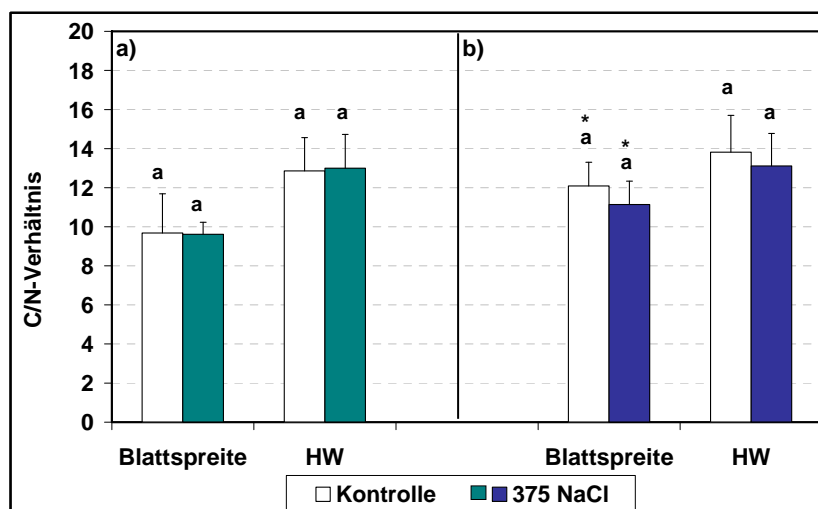 a)
b)
20
18
16
14
12
10
8
6
4
2
0
C/N-Verhältnis
a
a
a
a
*
a
*
a
a
a
Blattspreite HW Blattspreite HW
Kontrolle 375 NaCl